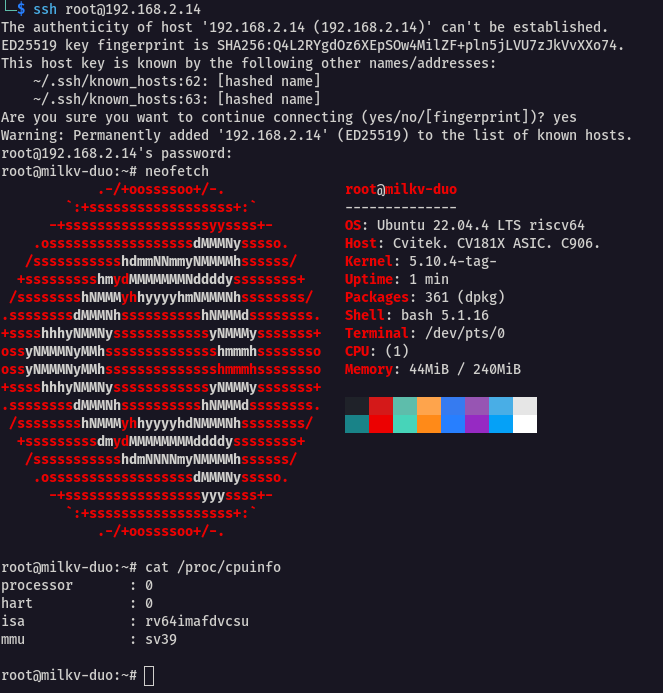 └─$ ssh root@192.168.2.14
The authenticity of host '192.168.2.14 (192.168.2.14)' can't be established.
ED25519 key fingerprint is SHA256:Q4L2RYgdOz6XEpSOw4MilZF+pln5jLVU7zJkVvXXo74.
This host key is known by the following other names/addresses:
    ~/.ssh/known_hosts:62: [hashed name]
    ~/.ssh/known_hosts:63: [hashed name]
Are you sure you want to continue connecting (yes/no/[fingerprint])? yes
Warning: Permanently added '192.168.2.14' (ED25519) to the list of known hosts.
root@192.168.2.14's password:
root@milkv-duo:~# neofetch
            .-/+oossssoo+/-.               root@milkv-duo
        `:+ssssssssssssssssss+:`           --------------
      -+ssssssssssssssssssyyssss+-         OS: Ubuntu 22.04.4 LTS riscv64
    .ossssssssssssssssssdMMMNysssso.       Host: Cvitek. CV181X ASIC. C906.
   /ssssssssssshdmmNNmmyNMMMMhssssss/      Kernel: 5.10.4-tag-
  +ssssssssshmydMMMMMMMNddddyssssssss+     Uptime: 1 min
 /sssssssshNMMMyhhyyyyhmNMMMNhssssssss/    Packages: 361 (dpkg)
.ssssssssdMMMNhsssssssssshNMMMdssssssss.   Shell: bash 5.1.16
+sssshhhyNMMNyssssssssssssyNMMMysssssss+   Terminal: /dev/pts/0
ossyNMMMNyMMhsssssssssssssshmmmhssssssso   CPU: (1)
ossyNMMMNyMMhsssssssssssssshmmmhssssssso   Memory: 44MiB / 240MiB
+sssshhhyNMMNyssssssssssssyNMMMysssssss+
.ssssssssdMMMNhsssssssssshNMMMdssssssss.
 /sssssssshNMMMyhhyyyyhdNMMMNhssssssss/
  +sssssssssdmydMMMMMMMMddddyssssssss+
   /ssssssssssshdmNNNNmyNMMMMhssssss/
    .ossssssssssssssssssdMMMNysssso.
      -+sssssssssssssssssyyyssss+-
        `:+ssssssssssssssssss+:`
            .-/+oossssoo+/-.
root@milkv-duo:~# cat /proc/cpuinfo
processor       : 0
hart            : 0
isa             : rv64imafdvcsu
mmu             : sv39
root@milkv-duo:~#